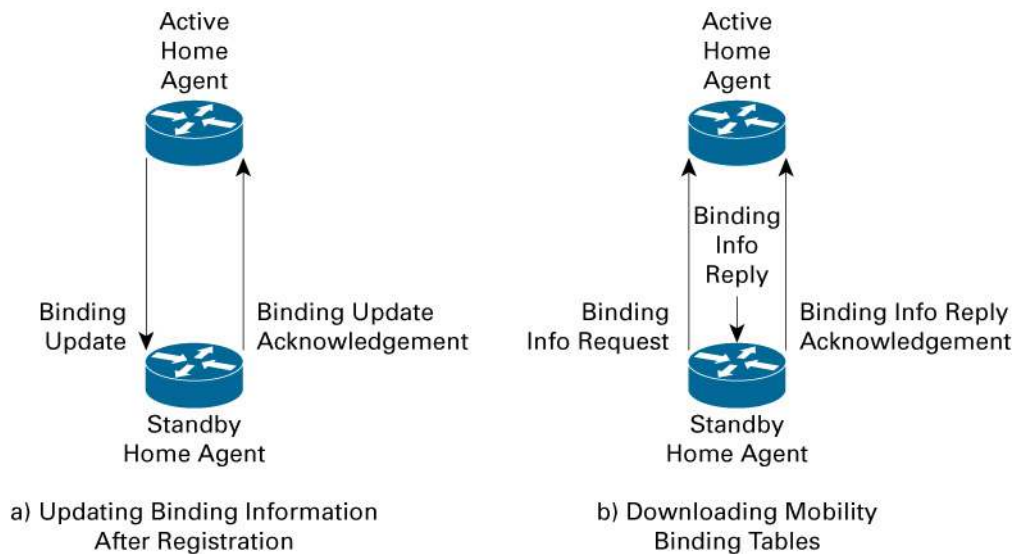 Active
Home
Agent
Binding
Update
Binding Update
Acknowledgement
Standby
Home Agent
a) Updating Binding Information
After Registration
Active
Home
Agent
Binding
Info
Reply
Binding
Info Request
Binding Info Reply
Acknowledgement
Standby
Home Agent
b) Downloading Mobility
Binding Tables